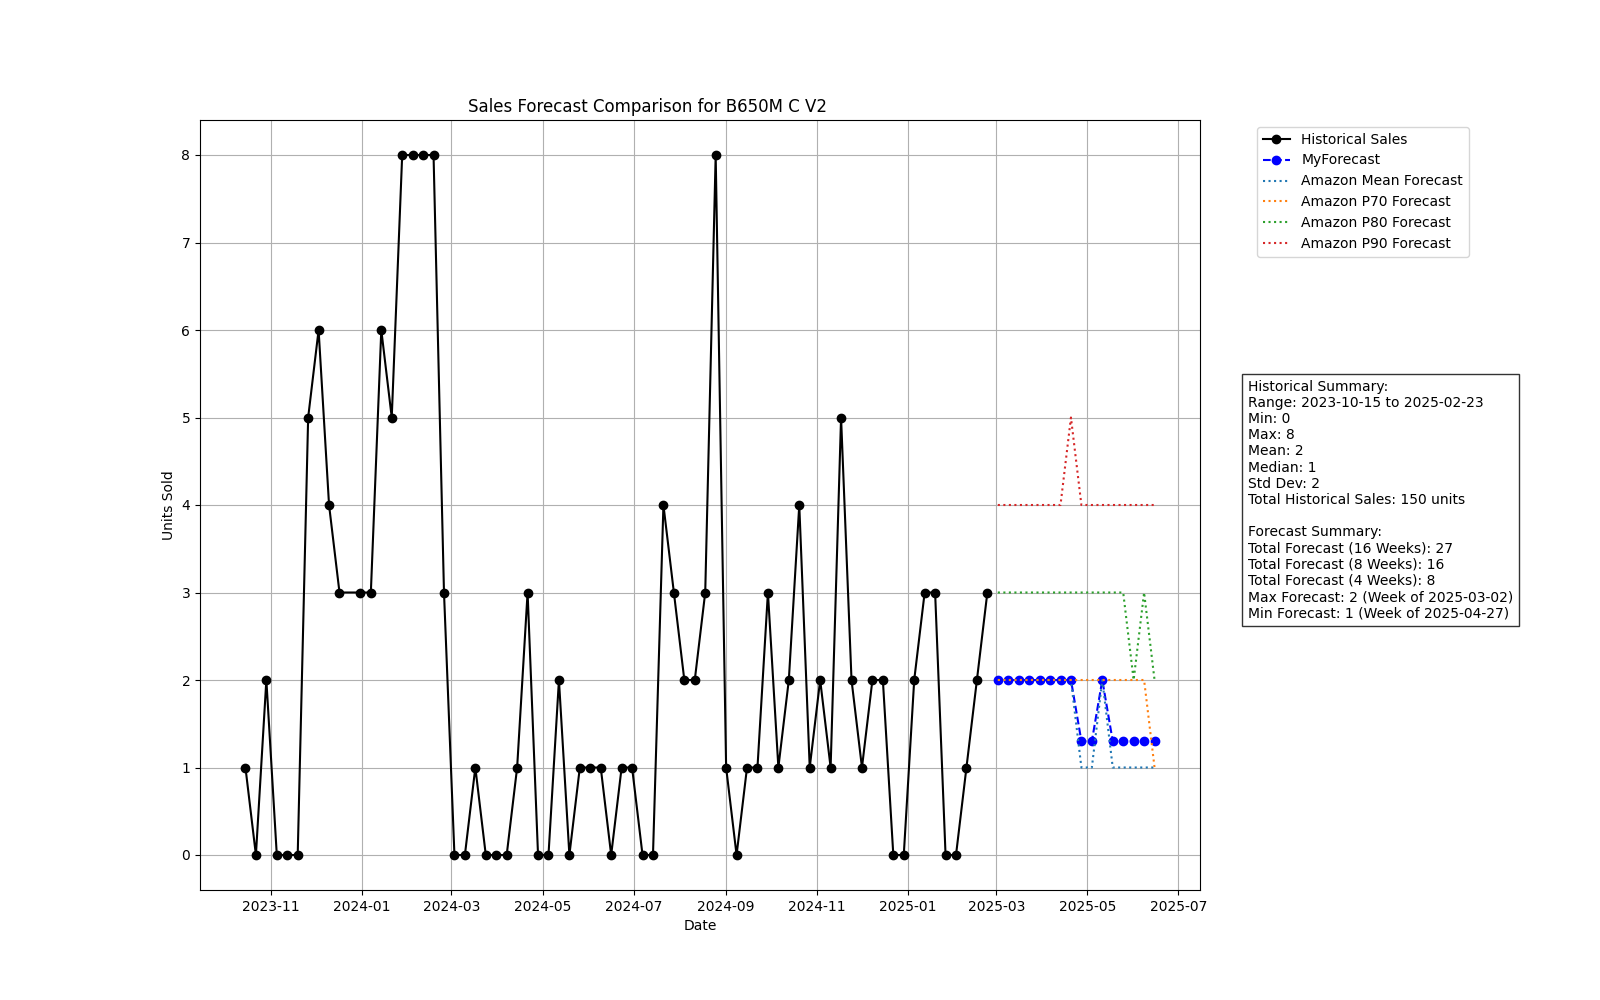 Sales Forecast Comparison for B650M C V2
8
7
6
5
4
3
2
1
0
Units Sold
2023-11
2024-01
2024-03
2024-05
2024-07
2024-09
2024-11
2025-01
2025-03
2025-05
2025-07
Date
Historical Sales
MyForecast
Amazon Mean Forecast
Amazon P70 Forecast
Amazon P80 Forecast
Amazon P90 Forecast
Historical Summary:
Range: 2023-10-15 to 2025-02-23
Min: 0
Max: 8
Mean: 2
Median: 1
Std Dev: 2
Total Historical Sales: 150 units
Forecast Summary:
Total Forecast (16 Weeks): 27
Total Forecast (8 Weeks): 16
Total Forecast (4 Weeks): 8
Max Forecast: 2 (Week of 2025-03-02)
Min Forecast: 1 (Week of 2025-04-27)